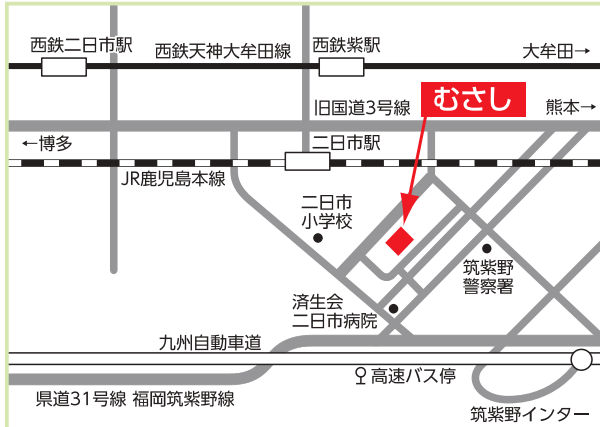 西鉄二日市駅
西鉄天神大牟田線
西鉄紫駅
大牟田→
むさし
旧国道3号線
熊本→
←博多
二日市駅
JR鹿児島本線
二日市
小学校
筑紫野
警察署
済生会
二日市病院
九州自動車道
高速バス停
県道31号線 福岡筑紫野線
筑紫野インター